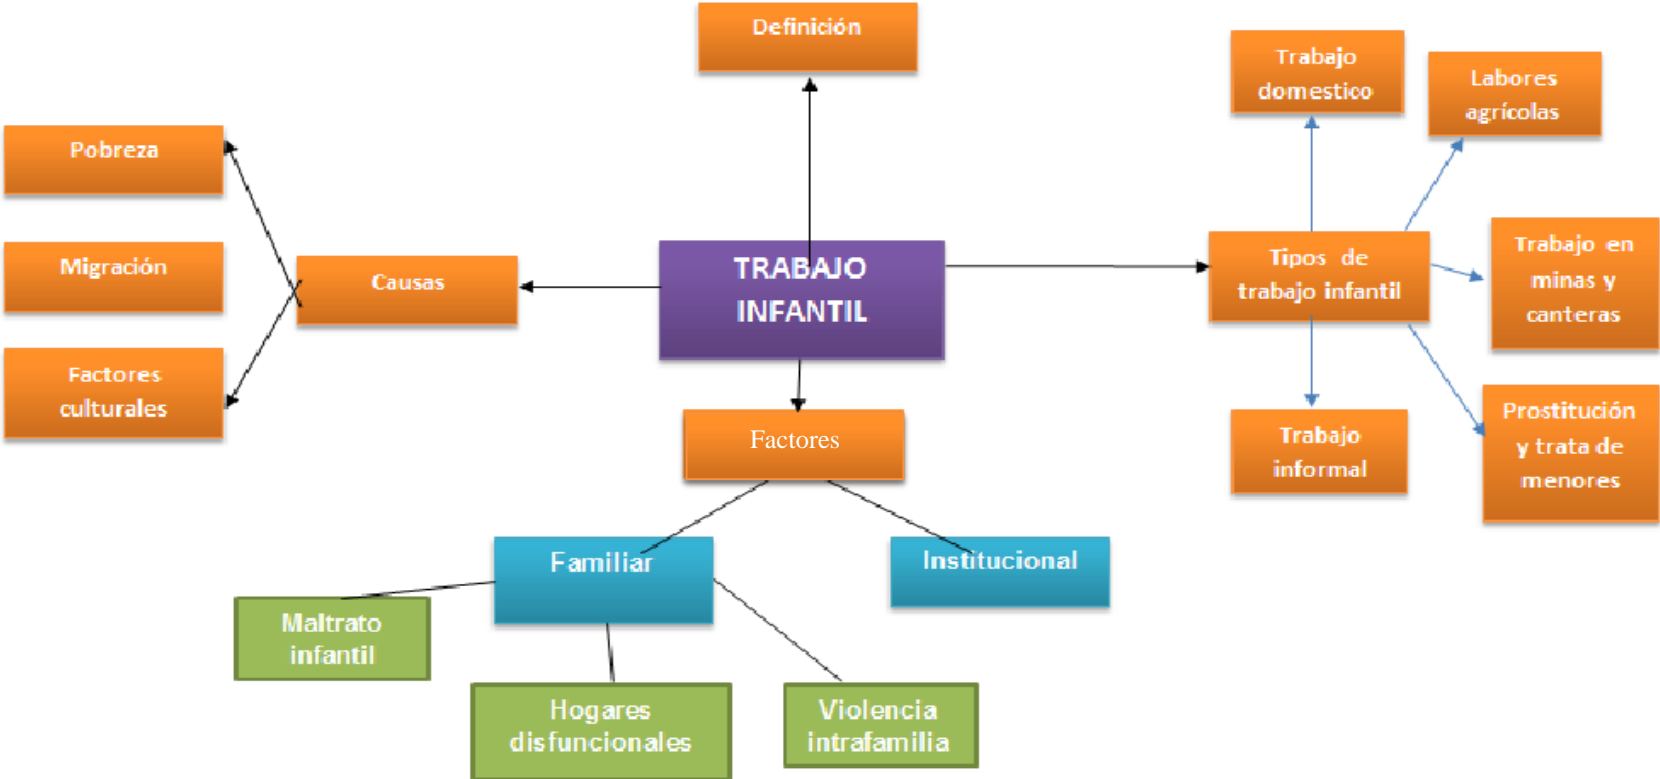 Definición
Trabajo
domestico
Labores
agrícolas
Pobreza
Migración
Factores
culturales
Causas
TRABAJO
INFANTIL
Tipos de
trabajo infantil
Trabajo en
minas y
canteras
Prostitución
y trata de
menores
Trabajo
informal
Factores
Familiar
Institucional
Maltrato
infantil
Hogares
disfuncionales
Violencia
intrafamilia